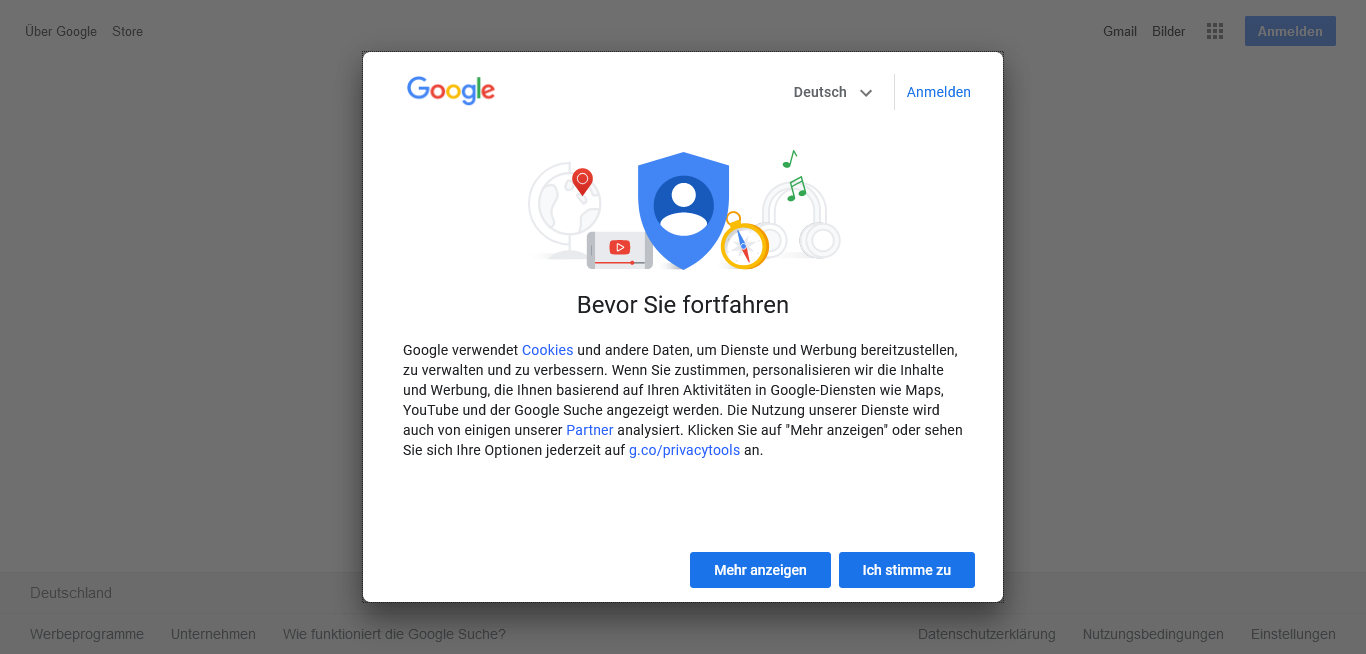 Über Google Store
Gmail Bilder Anmelden
Google
Deutsch Anmelden
Bevor Sie fortfahren
Google verwendet Cookies und andere Daten, um Dienste und Werbung bereitzustellen,
zu verwalten und zu verbessern. Wenn Sie zustimmen, personalisieren wir die Inhalte
und Werbung, die Ihnen basierend auf Ihren Aktivitäten in Google-Diensten wie Maps,
YouTube und der Google Suche angezeigt werden. Die Nutzung unserer Dienste wird
auch von einigen unserer Partner analysiert. Klicken Sie auf "Mehr anzeigen" oder sehen
Sie sich Ihre Optionen jederzeit auf g.co/privacytools an.
Mehr anzeigen Ich stimme zu
Deutschland
Werbeprogramme Unternehmen Wie funktioniert die Google Suche?
Datenschutzerklärung Nutzungsbedingungen Einstellungen